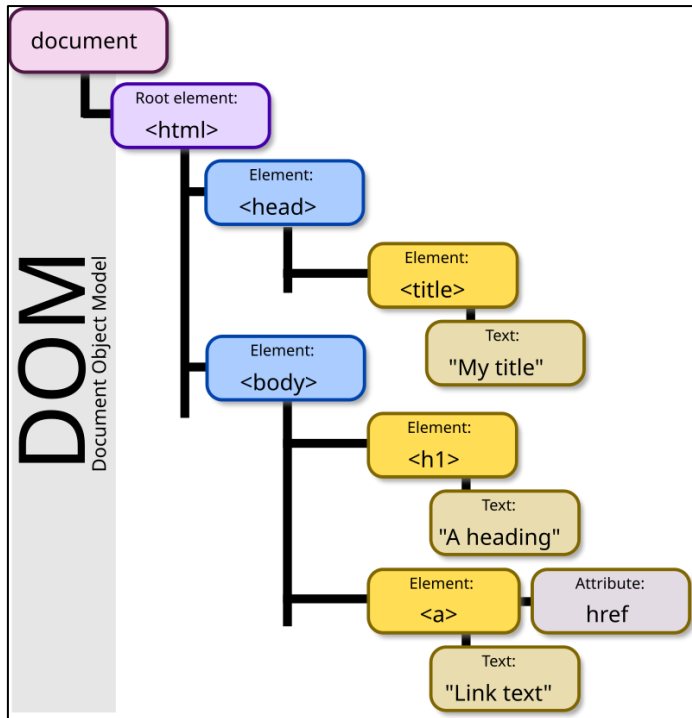 document
Root element:
<html>
Element:
<head>
Element:
<title>
Text:
"My title"
DOM
Document Object Model
Element:
<body>
Element:
<h1>
Text:
"A heading"
Element:
<a>
Attribute:
href
Text:
"Link text"